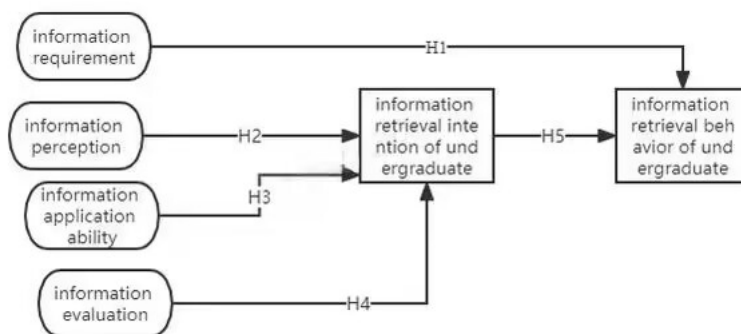 information
requirement
H1
information
perception
H2
information
retrieval inte
ntion of und
ergraduate
H5
information
retrieval beh
avior of und
ergraduate
information
application
ability
H3
information
evaluation
H4